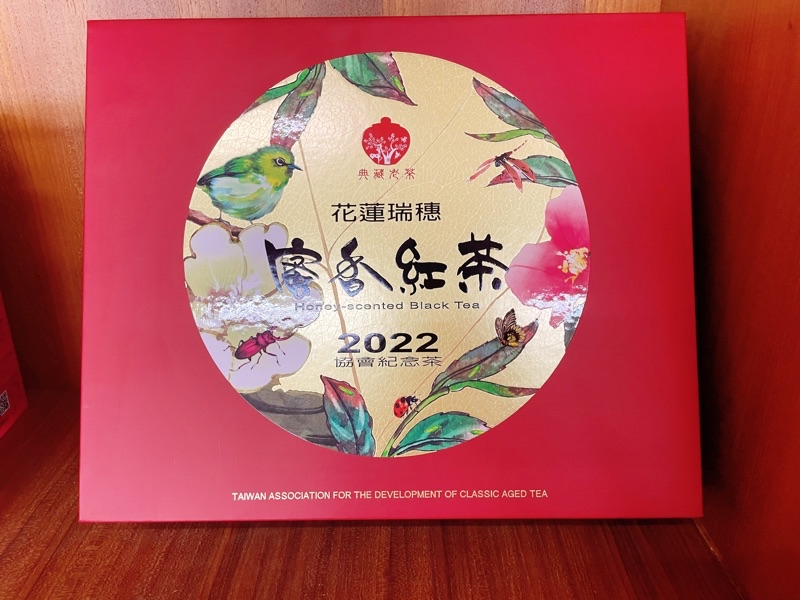 典藏老茶
花蓮瑞穗
蜜香紅茶
Honey-scented Black Tea
2022
協會紀念茶
TAIWAN ASSOCIATION FOR THE DEVELOPMENT OF CLASSIC AGED TEA